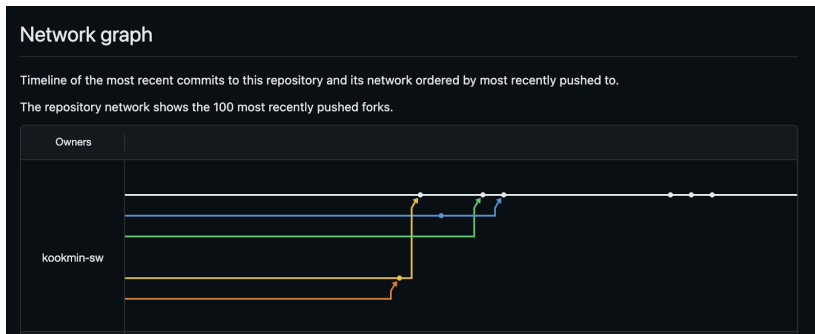 Network graph
Timeline of the most recent commits to this repository and its network ordered by most recently pushed to.
The repository network shows the 100 most recently pushed forks.
Owners
kookmin-sw